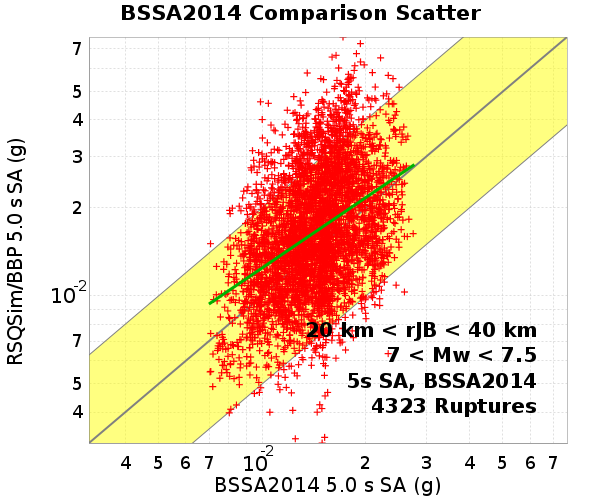 BSSA2014 Comparison Scatter
RSQSim/BBP 5.0 s SA (g)
7
5
4
3
2
10-2
7
5
4
20 km < rJB < 40 km
7 < Mw < 7.5
5s SA, BSSA2014
4323 Ruptures
4 5 6 7 10-2 2 3 4 5 6 7
BSSA2014 5.0 s SA (g)